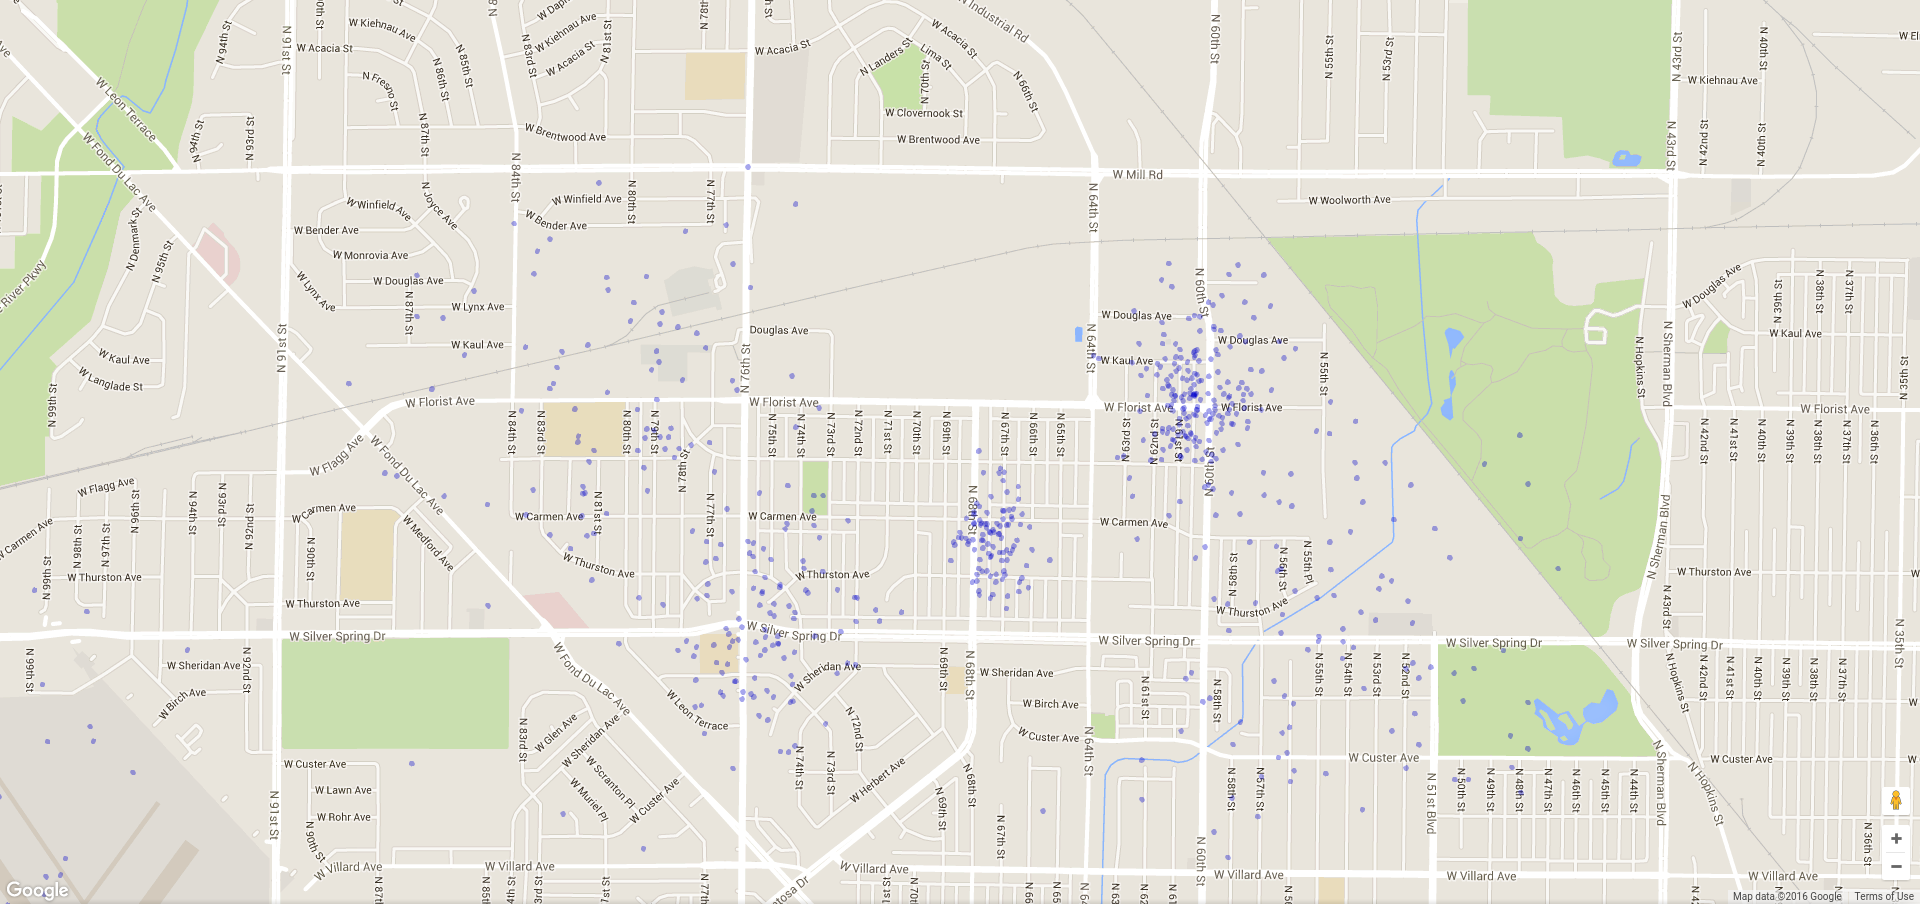 N Industrial Rd
N 94th St
N 91st St
N 90th St
W Kiehnau Ave
W Acacia St
N 86th St
N 85th St
N Fresno St
N 87th St
N 83rd St
W Kiehnau Ave
W Acacia St
N 81st St
N 78th St
W Acacia St
N Landers St
N 70th St
Lima St
W Acacia St
N 66th St
W Clovernook St
W Brentwood Ave
N 60th St
N 55th St
N 53rd St
N 43rd St
N 40th St
W Kiehnau Ave
W Leon Terrace
W Fond Du Lac Ave
N 94th St
N 93rd St
W Brentwood Ave
N 84th St
N 43rd St
N 42nd St
N 40th St
W Mill Rd
W Woolworth Ave
N Denmark St
N 95th St
W Winfield Ave
N Joyce Ave
W Bender Ave
W Monrovia Ave
W Douglas Ave
N 87th St
W Lynx Ave
W Lynx Ave
W Kaul Ave
W Winfield Ave
W Bender Ave
N 80th St
N 77th St
N 64th St
N 60th St
River Pkwy
W Kaul Ave
W Langlade St
N 99th St
N 91st St
Douglas Ave
N 76th St
N 64th St
W Douglas Ave
W Kaul Ave
W Douglas Ave
N 55th St
N Hopkins St
N Sherman Blvd
W Douglas Ave
N 39th St
N 38th St
N 37th St
W Kaul Ave
N 35th St
W Florist Ave
W Florist Ave
W Florist Ave
W Florist Ave
W Florist Ave
W Flagg Ave
W Fond Du Lac Ave
N 84th St
N 83rd St
N 80th St
N 79th St
N 78th St
N 75th St
N 74th St
N 73rd St
N 72nd St
N 71st St
N 70th St
N 69th St
N 67th St
N 66th St
N 65th St
N 63rd St
N 62nd St
N 61st St
N 60th St
N 42nd St
N 41st St
N 40th St
N 39th St
N 38th St
N 37th St
N 36th St
W Flagg Ave
W Carmen Ave
N 96th St
N 94th St
N 93rd St
N 92nd St
N 98th St
N 97th St
N 99th St
W Thurston Ave
W Carmen Ave
N 90th St
W Medford Ave
W Thurston Ave
W Carmen Ave
N 81st St
N 77th St
W Thurston Ave
W Carmen Ave
N 68th St
W Thurston Ave
W Carmen Ave
N 58th St
N 56th St
N 55th Pl
W Thurston Ave
N Sherman Blvd
N 43rd St
W Thurston Ave
W Silver Spring Dr
W Silver Spring Dr
W Silver Spring Dr
W Silver Spring Dr
W Silver Spring Dr
N 35th St
N 99th St
W Sheridan Ave
N 92nd St
W Birch Ave
W Fond Du Lac Ave
W Leon Terrace
W Sheridan Ave
N 69th St
N 68th St
W Sheridan Ave
W Birch Ave
W Custer Ave
N 64th St
N 61st St
N 58th St
N 55th St
N 54th St
N 53rd St
N 52nd St
N Hopkins St
N 42nd St
N 41st St
N 40th St
N 39th St
N 38th St
N 37th St
N 83rd St
W Glen Ave
W Sheridan Ave
W Scranton Pl
W Muriel Pl
W Custer Ave
N 74th St
N 73rd St
N 72nd St
W Herbert Ave
N 69th St
N 68th St
N 67th St
W Custer Ave
W Lawn Ave
W Rohr Ave
N 91st St
N 90th St
W Custer Ave
N 58th St
N 57th St
N 51st Blvd
N 50th St
N 49th St
N 48th St
N 47th St
N 46th St
N 45th St
N 44th St
N Sherman Blvd
N Hopkins St
W Custer Ave
N 36th St
W Villard Ave
W Villard Ave
W Villard Ave
W Villard Ave
W Villard Ave
W Villard Ave
N 60th St
Google
Map data ©2016 Google
Terms of Use